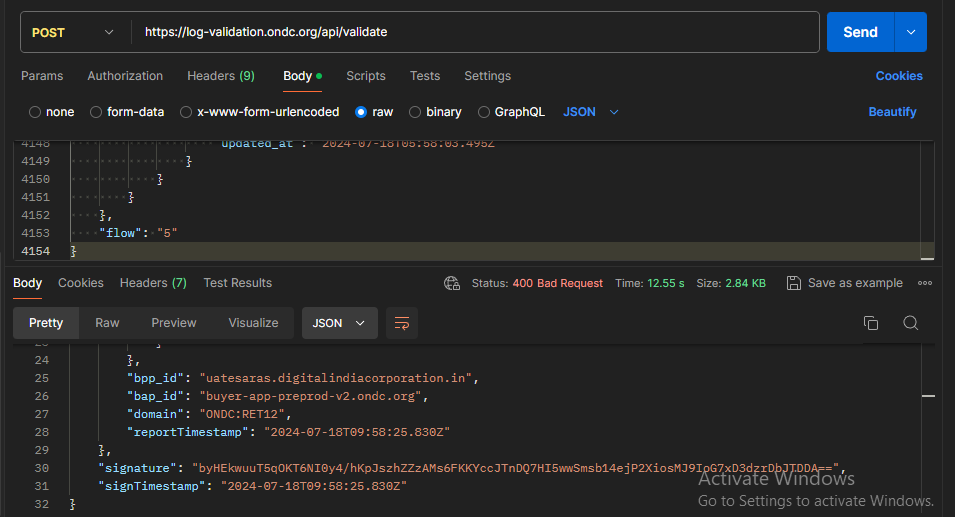 POST https://log-validation.ondc.org/api/validate Send
Params Authorization Headers (9) Body Scripts Tests Settings Cookies
none form-data x-www-form-urlencoded raw binary GraphQL JSON Beautify
4148 "updated_at": "2024-07-18T05:58:03.495Z"
4149 }
4150 }
4151 }
4152 },
4153 "flow": "5"
4154 }
Body Cookies Headers (7) Test Results Status: 400 Bad Request Time: 12.55 s Size: 2.84 KB Save as example
Pretty Raw Preview Visualize JSON
23 }
24 },
25 "bpp_id": "uatesaras.digitalindiacorporation.in",
26 "bap_id": "buyer-app-preprod-v2.ondc.org",
27 "domain": "ONDC:RET12",
28 "reportTimestamp": "2024-07-18T09:58:25.830Z"
29 },
30 "signature": "byHEkwuuT5qOKT6NI0y4/hKpJszhZZzAMs6FKKYccJTnDQ7HI5wwSmsb14ejP2XiosMJ9IoG7xD3dzrDbJTDDA==",
31 "signTimestamp": "2024-07-18T09:58:25.830Z"
32 }
Activate Windows
Go to Settings to activate Windows.